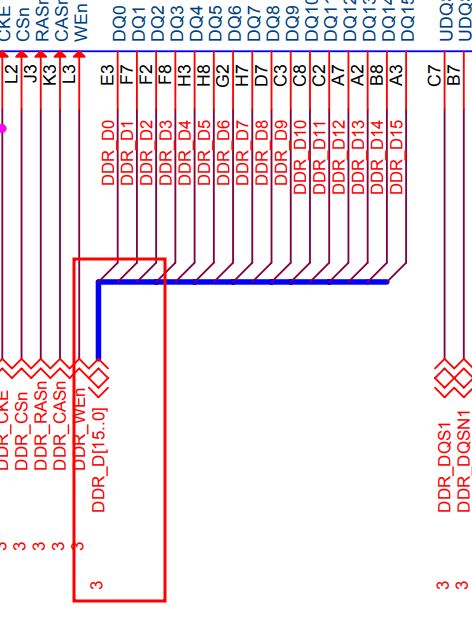 CKE
CSn
RASn
CASn
WEn
DQ0
DQ1
DQ2
DQ3
DQ4
DQ5
DQ6
DQ7
DQ8
DQ9
DQ10
DQ11
DQ12
DQ13
DQ14
DQ15
L2
J3
K3
L3
E3
F7
F2
F8
H3
H8
G2
H7
D7
C3
C8
C2
A7
A2
B8
A3
C7
B7
DDR_D0
DDR_D1
DDR_D2
DDR_D3
DDR_D4
DDR_D5
DDR_D6
DDR_D7
DDR_D8
DDR_D9
DDR_D10
DDR_D11
DDR_D12
DDR_D13
DDR_D14
DDR_D15
DDR_CKE
DDR_CSn
DDR_RASn
DDR_CASn
DDR_WEn
DDR_D[15..0]
DDR_DQS1
DDR_DQSN1
3
3
3
3
3
3
3
3